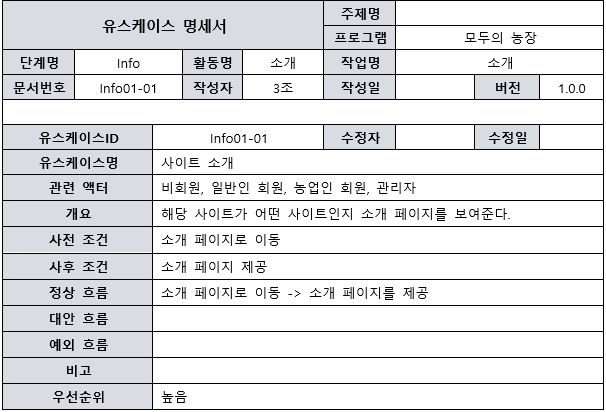 유스케이스 명세서 주제명
프로그램 모두의 농장
단계명 Info 활동명 소개 작업명 소개
문서번호 Info01-01 작성자 3조 작성일 버전 1.0.0
유스케이스ID Info01-01 수정자 수정일
유스케이스명 사이트 소개
관련 액터 비회원, 일반인 회원, 농업인 회원, 관리자
개요 해당 사이트가 어떤 사이트인지 소개 페이지를 보여준다.
사전 조건 소개 페이지로 이동
사후 조건 소개 페이지 제공
정상 흐름 소개 페이지로 이동 -> 소개 페이지를 제공
대안 흐름
예외 흐름
비고
우선순위 높음